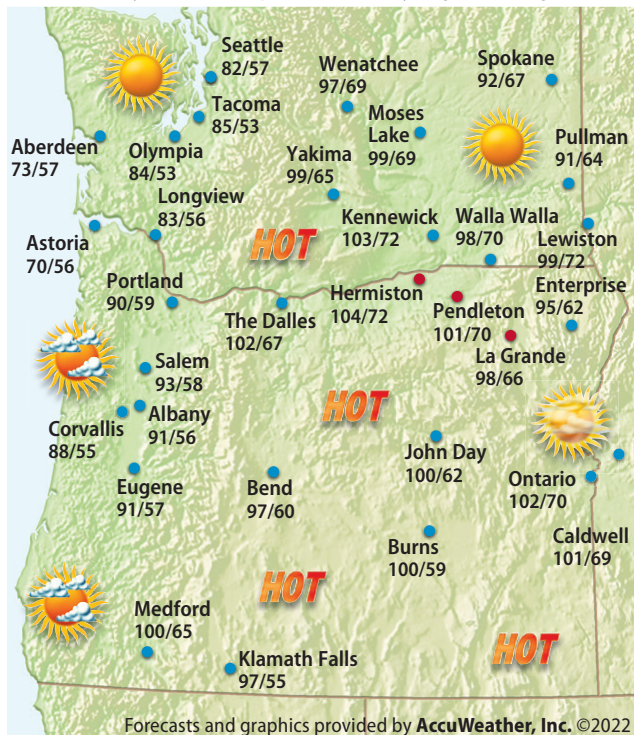 Seattle
82/57
Spokane
92/67
Wenatchee
97/69
Tacoma
85/53
Moses
Lake
99/69
Aberdeen
73/57
Olympia
84/53
Pullman
91/64
Yakima
99/65
Longview
83/56
Kennewick
103/72
Walla Walla
98/70
Lewiston
99/72
Astoria
70/56
HOT
Portland
90/59
Hermiston
104/72
Enterprise
95/62
The Dalles
102/67
Pendleton
101/70
La Grande
98/66
Salem
93/58
HOT
Albany
91/56
Corvallis
88/55
John Day
100/62
Ontario
102/70
Eugene
91/57
Bend
97/60
Caldwell
101/69
Burns
100/59
HOT
Medford
100/65
HOT
Klamath Falls
97/55
Forecasts and graphics provided by AccuWeather, Inc. ©2022